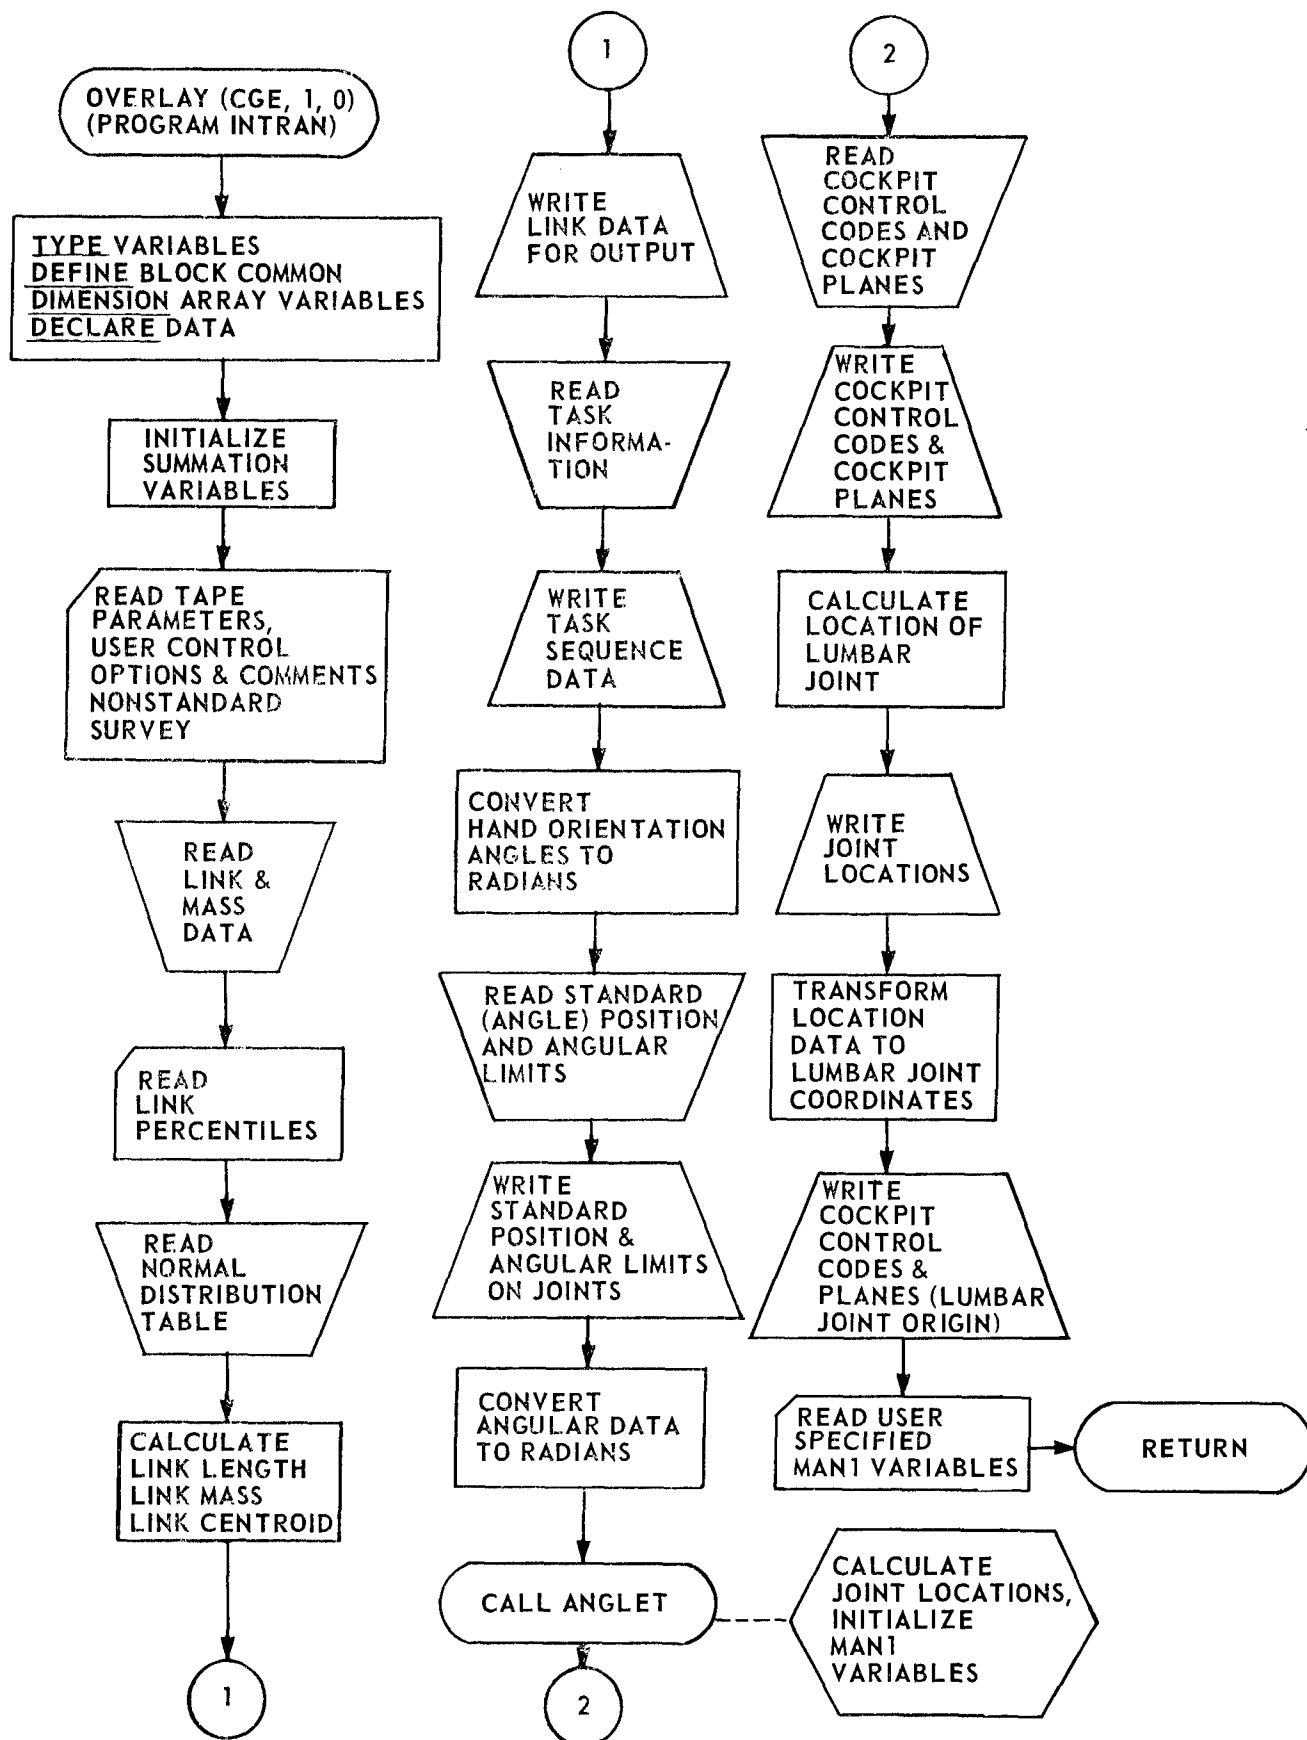 OVERLAY (CGE, 1, 0)
(PROGRAM INTRAN)
TYPE VARIABLES
DEFINE BLOCK COMMON
DIMENSION ARRAY VARIABLES
DECLARE DATA
INITIALIZE
SUMMATION
VARIABLES
READ TAPE
PARAMETERS,
USER CONTROL
OPTIONS & COMMENTS
NONSTANDARD
SURVEY
READ
LINK &
MASS
DATA
READ
LINK
PERCENTILES
READ
NORMAL
DISTRIBUTION
TABLE
CALCULATE
LINK LENGTH
LINK MASS
LINK CENTROID
1
1
WRITE
LINK DATA
FOR OUTPUT
READ
TASK
INFORMA-
TION
WRITE
TASK
SEQUENCE
DATA
CONVERT
HAND ORIENTATION
ANGLES TO
RADIANS
READ STANDARD
(ANGLE) POSITION
AND ANGULAR
LIMITS
WRITE
STANDARD
POSITION &
ANGULAR LIMITS
ON JOINTS
CONVERT
ANGULAR DATA
TO RADIANS
CALL ANGLET
2
2
READ
COCKPIT
CONTROL
CODES AND
COCKPIT
PLANES
WRITE
COCKPIT
CONTROL
CODES &
COCKPIT
PLANES
CALCULATE
LOCATION OF
LUMBAR
JOINT
WRITE
JOINT
LOCATIONS
TRANSFORM
LOCATION
DATA TO
LUMBAR JOINT
COORDINATES
WRITE
COCKPIT
CONTROL
CODES &
PLANES (LUMBAR
JOINT ORIGIN)
READ USER
SPECIFIED
MAN1 VARIABLES
RETURN
CALCULATE
JOINT LOCATIONS,
INITIALIZE
MAN1
VARIABLES